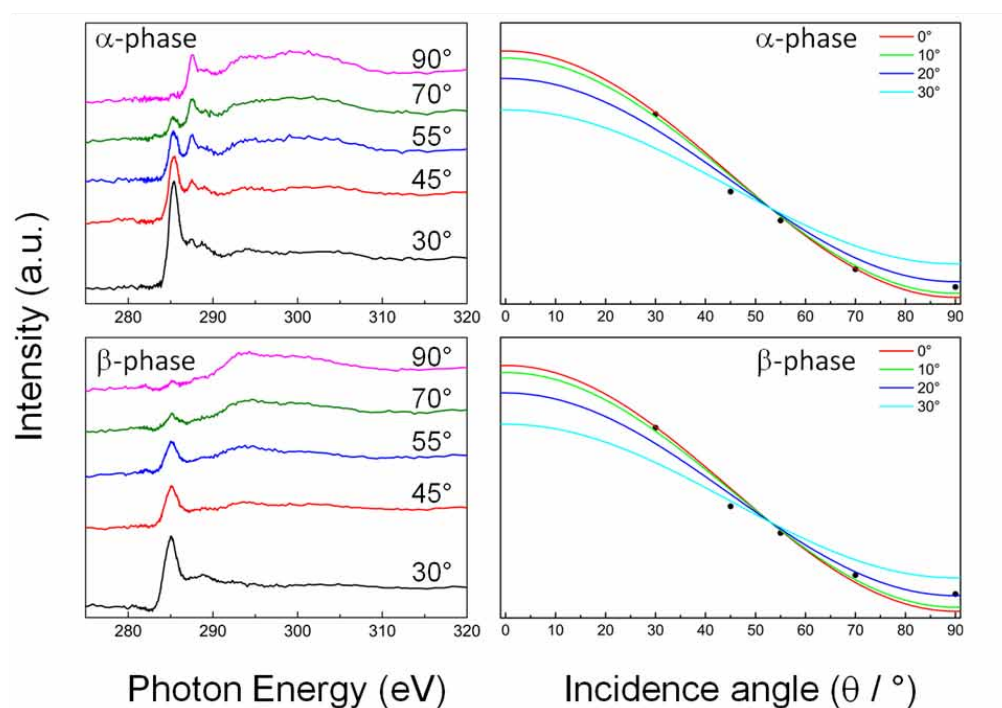 α-phase
90°
70°
55°
45°
30°
280 290 300 310 320
α-phase
0°
10°
20°
30°
0 10 20 30 40 50 60 70 80 90
Intensity (a.u.)
β-phase
90°
70°
55°
45°
30°
280 290 300 310 320
β-phase
0°
10°
20°
30°
0 10 20 30 40 50 60 70 80 90
Photon Energy (eV)
Incidence angle (θ / °)